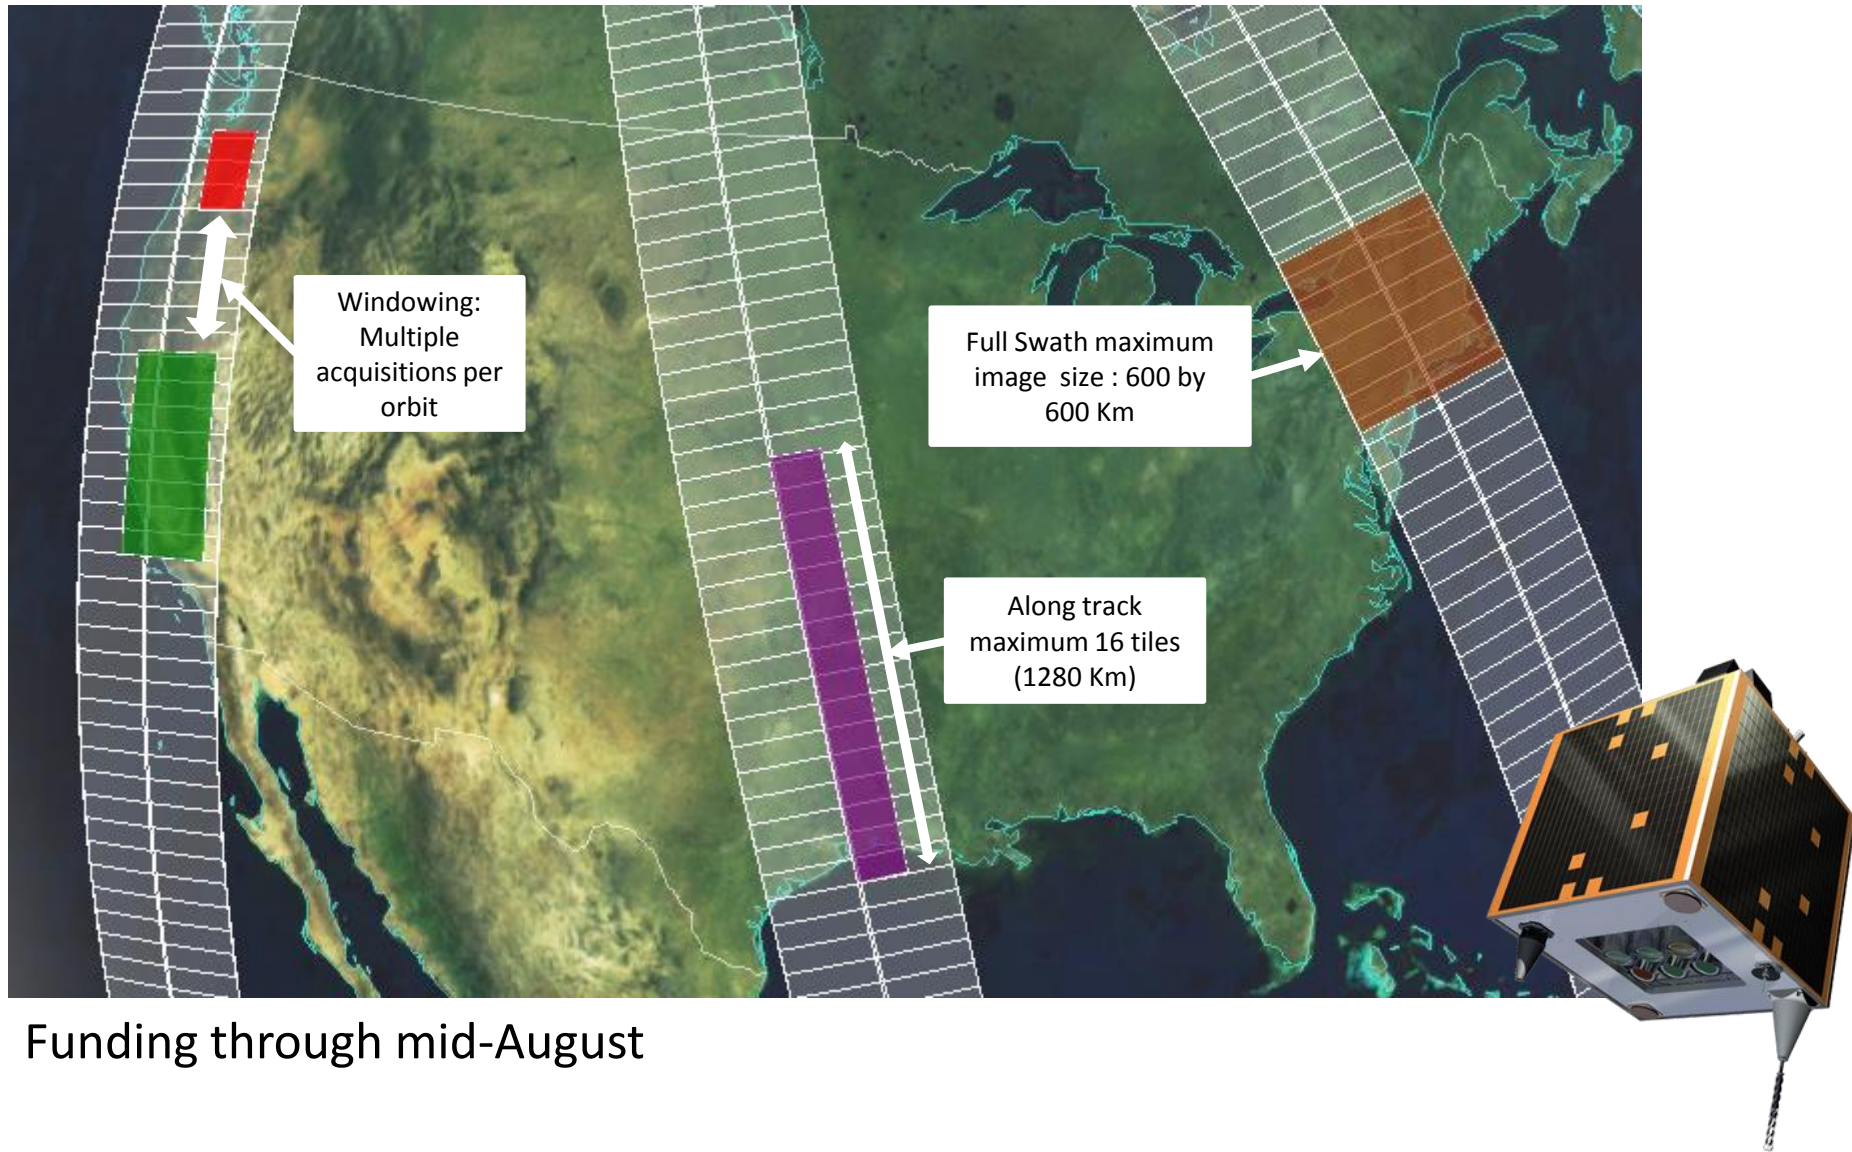 Windowing:
Multiple
acquisitions per
orbit
Full Swath maximum
image size : 600 by
600 Km
Along track
maximum 16 tiles
(1280 Km)
Funding through mid-August